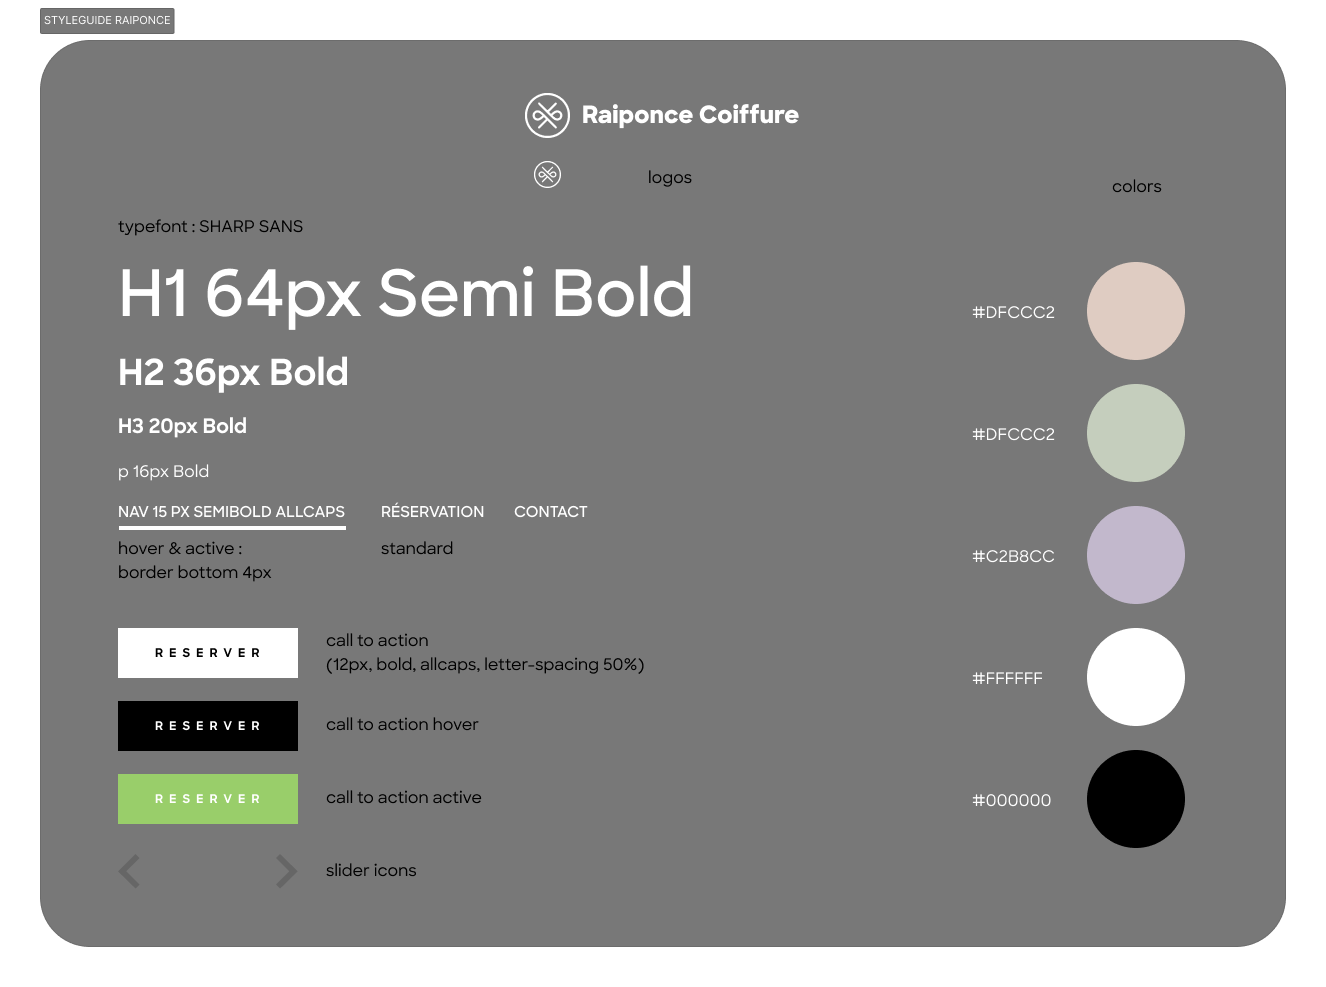 STYLEGUIDE RAIPONCE
Raiponce Coiffure
logos
colors
typefont : SHARP SANS
H1 64px Semi Bold
H2 36px Bold
H3 20px Bold
p 16px Bold
NAV 15 PX SEMIBOLD ALLCAPS
RÉSERVATION
CONTACT
hover & active :
border bottom 4px
standard
RESERVER
call to action
(12px, bold, allcaps, letter-spacing 50%)
RESERVER
call to action hover
RESERVER
call to action active
slider icons
#DFCCC2
#DFCCC2
#C2B8CC
#FFFFFF
#000000